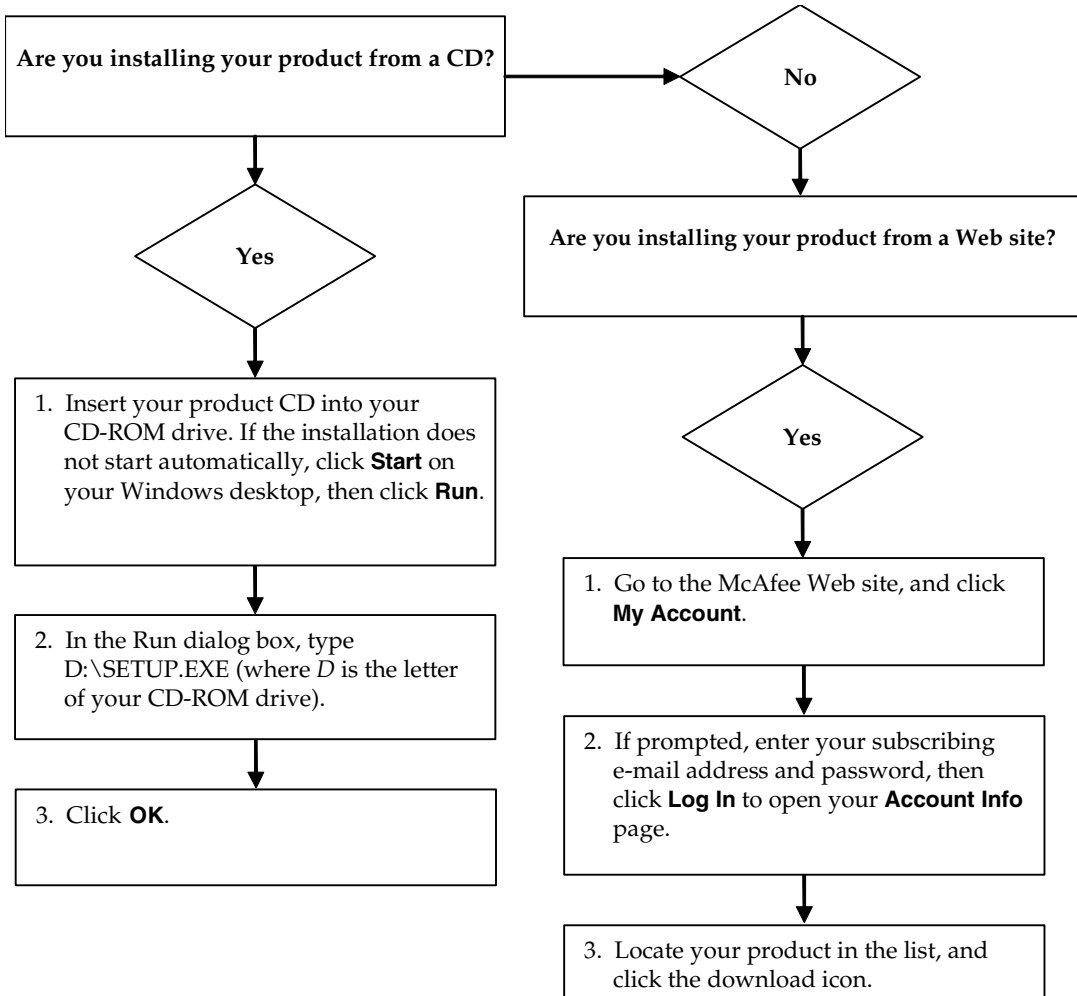 Are you installing your product from a CD?
No
Yes
Are you installing your product from a Web site?
Yes
1. Insert your product CD into your
CD-ROM drive. If the installation does
not start automatically, click Start on
your Windows desktop, then click Run.
2. In the Run dialog box, type
D:\SETUP.EXE (where D is the letter
of your CD-ROM drive).
3. Click OK.
1. Go to the McAfee Web site, and click
My Account.
2. If prompted, enter your subscribing
e-mail address and password, then
click Log In to open your Account Info
page.
3. Locate your product in the list, and
click the download icon.